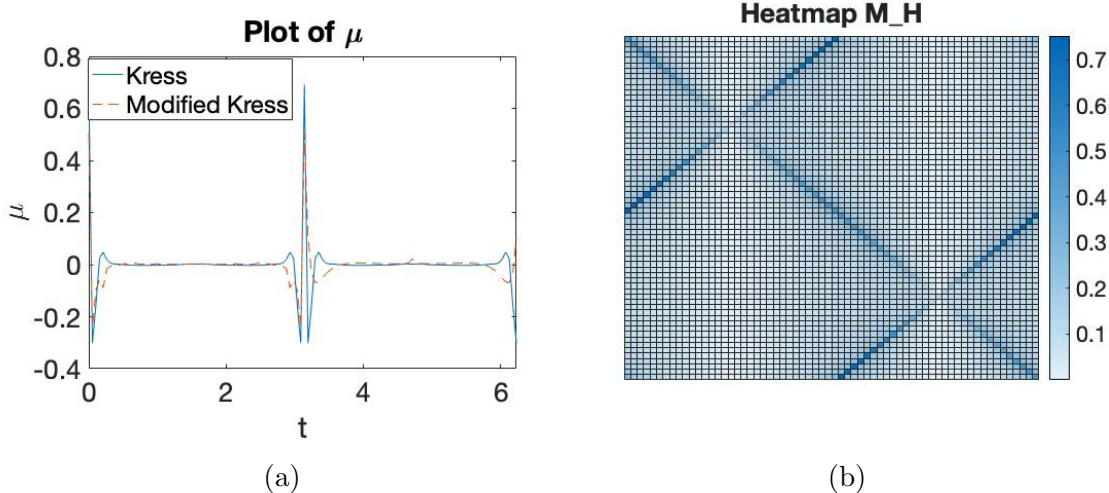 Plot of μ
0.8
0.6
0.4
0.2
0
-0.2
-0.4
μ
Kress
Modified Kress
0 2 4 6
t
(a)
Heatmap M_H
0.7
0.6
0.5
0.4
0.3
0.2
0.1
(b)